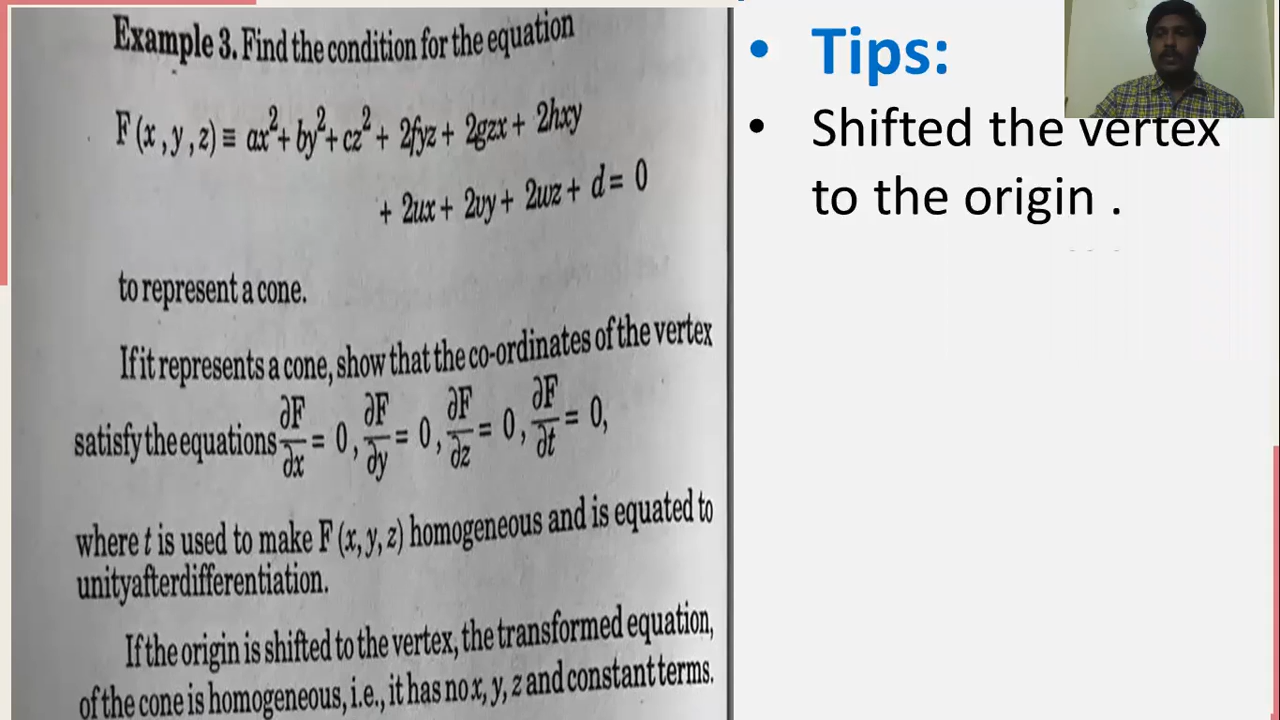 Example 3. Find the condition for the equation
F (x , y , z) ≡ ax²+ by²+ cz² + 2fyz + 2gzx + 2hxy
+ 2ux + 2vy + 2wz + d = 0
to represent a cone.
If it represents a cone, show that the co-ordinates of the vertex
satisfy the equations ∂F/∂x = 0, ∂F/∂y = 0, ∂F/∂z = 0, ∂F/∂t = 0,
where t is used to make F (x, y, z) homogeneous and is equated to
unity after differentiation.
If the origin is shifted to the vertex, the transformed equation,
of the cone is homogeneous, i.e., it has no x, y, z and constant terms.
• Tips:
• Shifted the vertex
to the origin .